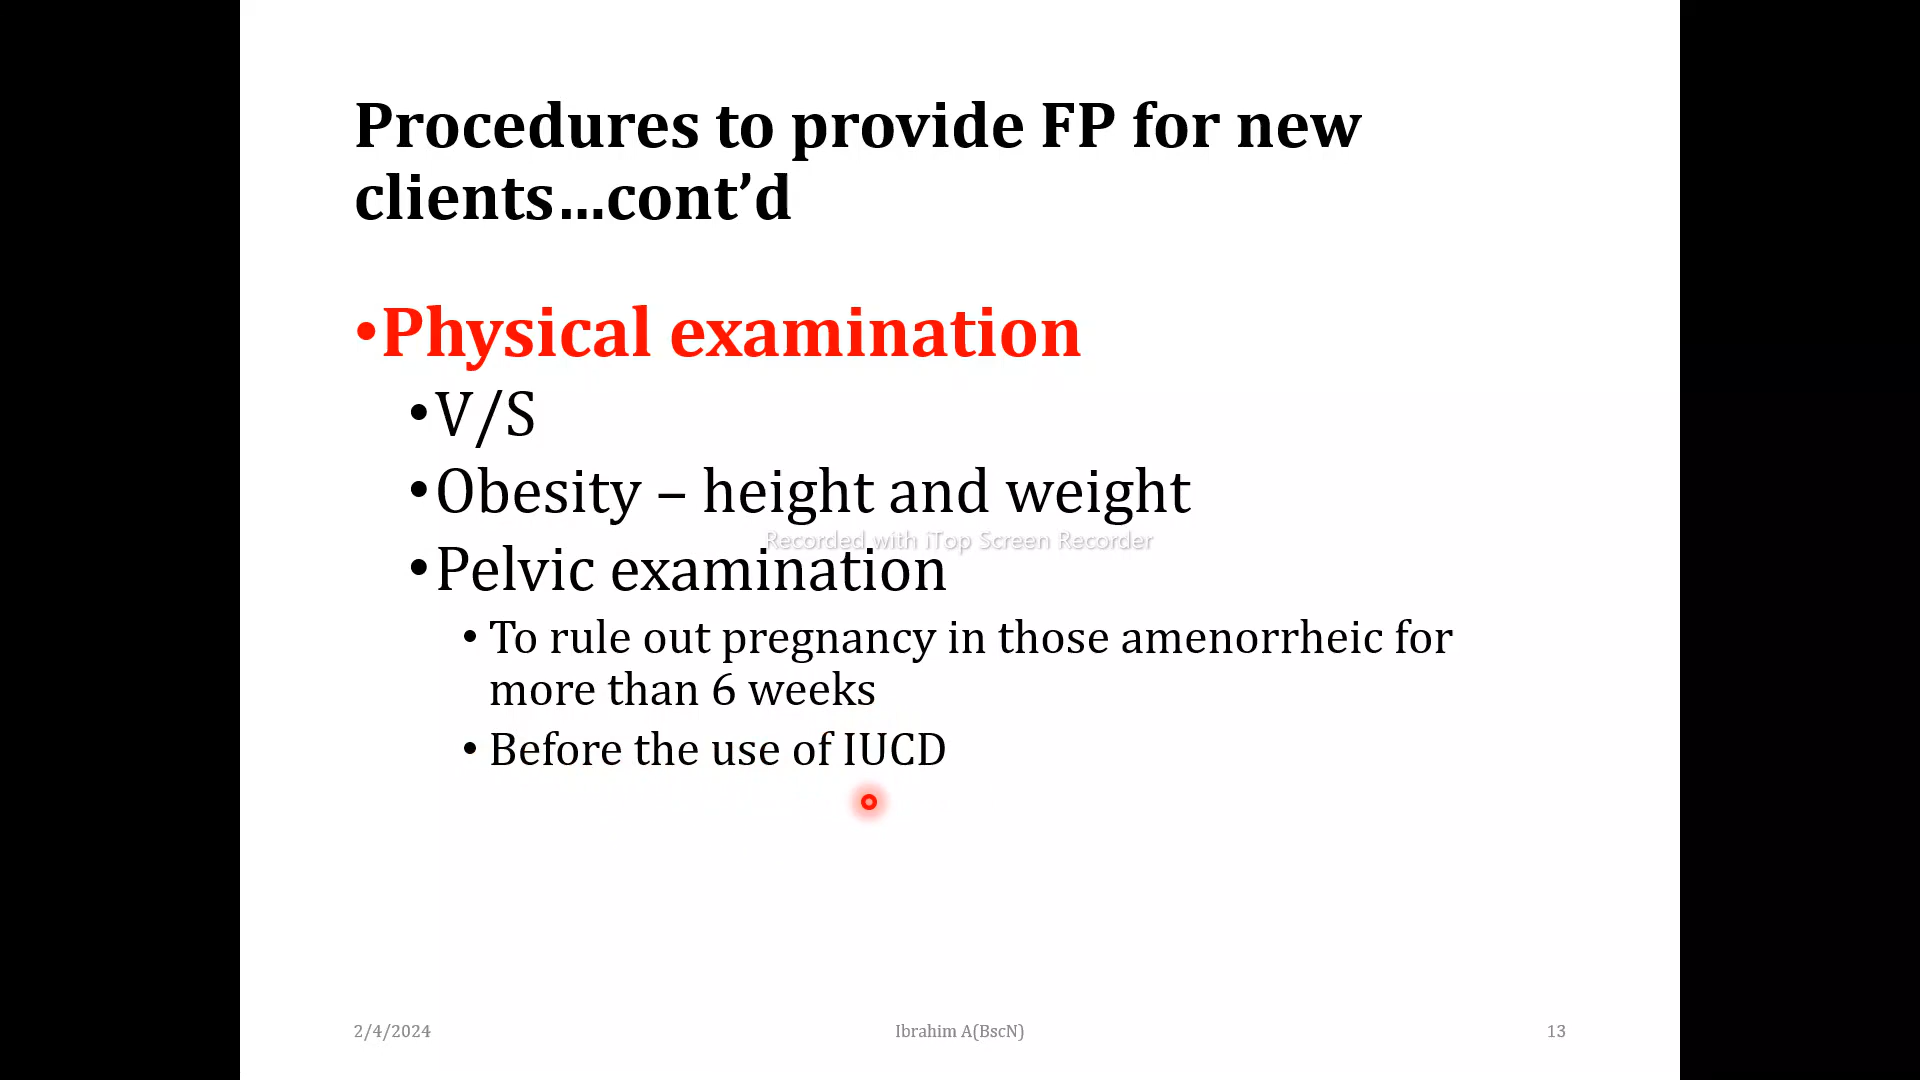 Procedures to provide FP for new
clients…cont’d
•Physical examination
•V/S
•Obesity – height and weight
Recorded with iTop Screen Recorder
•Pelvic examination
• To rule out pregnancy in those amenorrheic for
more than 6 weeks
• Before the use of IUCD
2/4/2024
Ibrahim A(BscN)
13